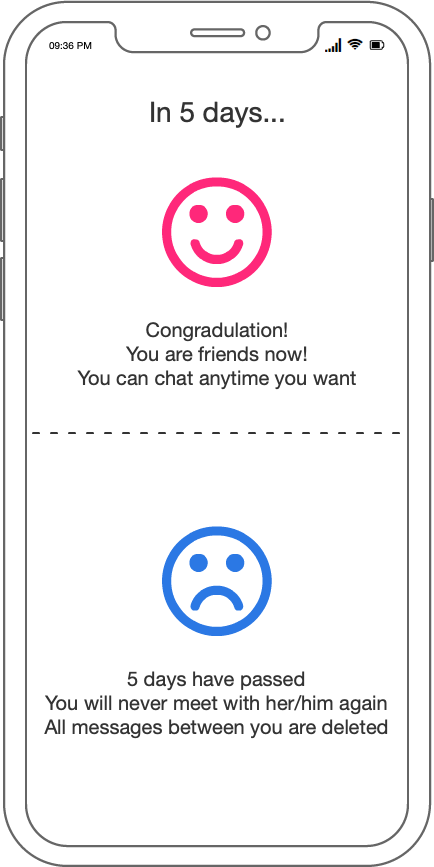 09:36 PM
In 5 days...
Congradulation!
You are friends now!
You can chat anytime you want
5 days have passed
You will never meet with her/him again
All messages between you are deleted